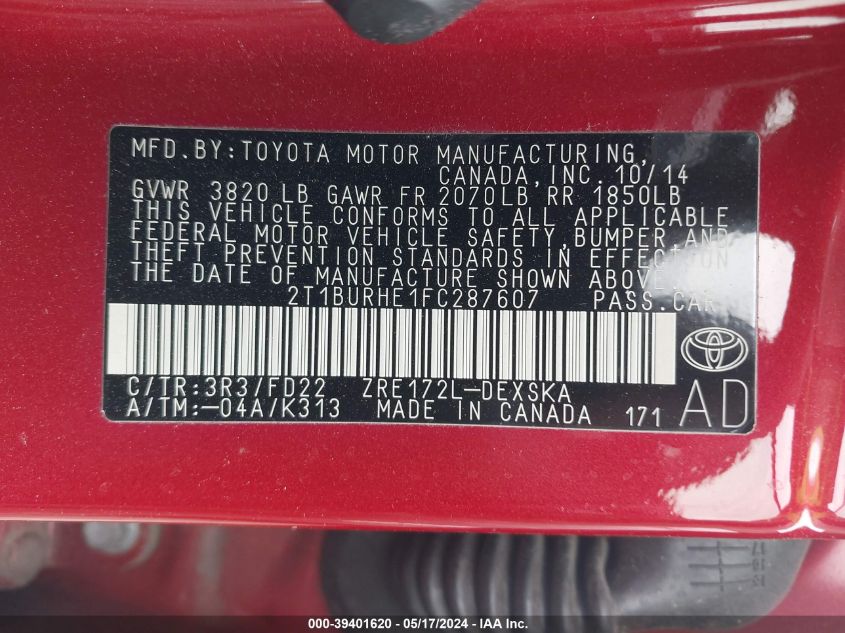 MFD.BY:TOYOTA MOTOR MANUFACTURING,
CANADA,INC. 10/14
GVWR 3820 LB GAWR FR 2070LB RR 1850LB
THIS VEHICLE CONFORMS TO ALL APPLICABLE
FEDERAL MOTOR VEHICLE SAFETY,BUMPER,AND
THEFT PREVENTION STANDARDS IN EFFECT ON
THE DATE OF MANUFACTURE SHOWN ABOVE.
2T1BURHE1FC287607 PASS.CAR
C/TR:3R3/FD22 ZRE172L-DEXSKA
A/TM:-04A/K313 MADE IN CANADA 171 AD
000-39401620 - 05/17/2024 - IAA Inc.